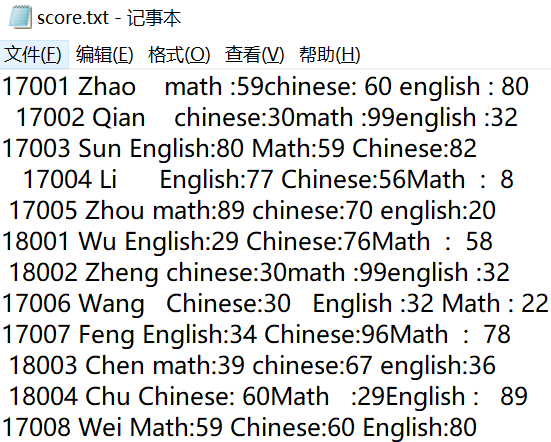 score.txt - 记事本
文件(F) 编辑(E) 格式(O) 查看(V) 帮助(H)
17001 Zhao    math :59chinese: 60 english : 80
  17002 Qian    chinese:30math :99english :32
17003 Sun English:80 Math:59 Chinese:82
   17004 Li      English:77 Chinese:56Math  :  8
 17005 Zhou math:89 chinese:70 english:20
18001 Wu English:29 Chinese:76Math  :  58
 18002 Zheng chinese:30math :99english :32
17006 Wang   Chinese:30   English :32 Math : 22
17007 Feng English:34 Chinese:96Math  :  78
 18003 Chen math:39 chinese:67 english:36
 18004 Chu Chinese: 60Math   :29English :   89
17008 Wei Math:59 Chinese:60 English:80